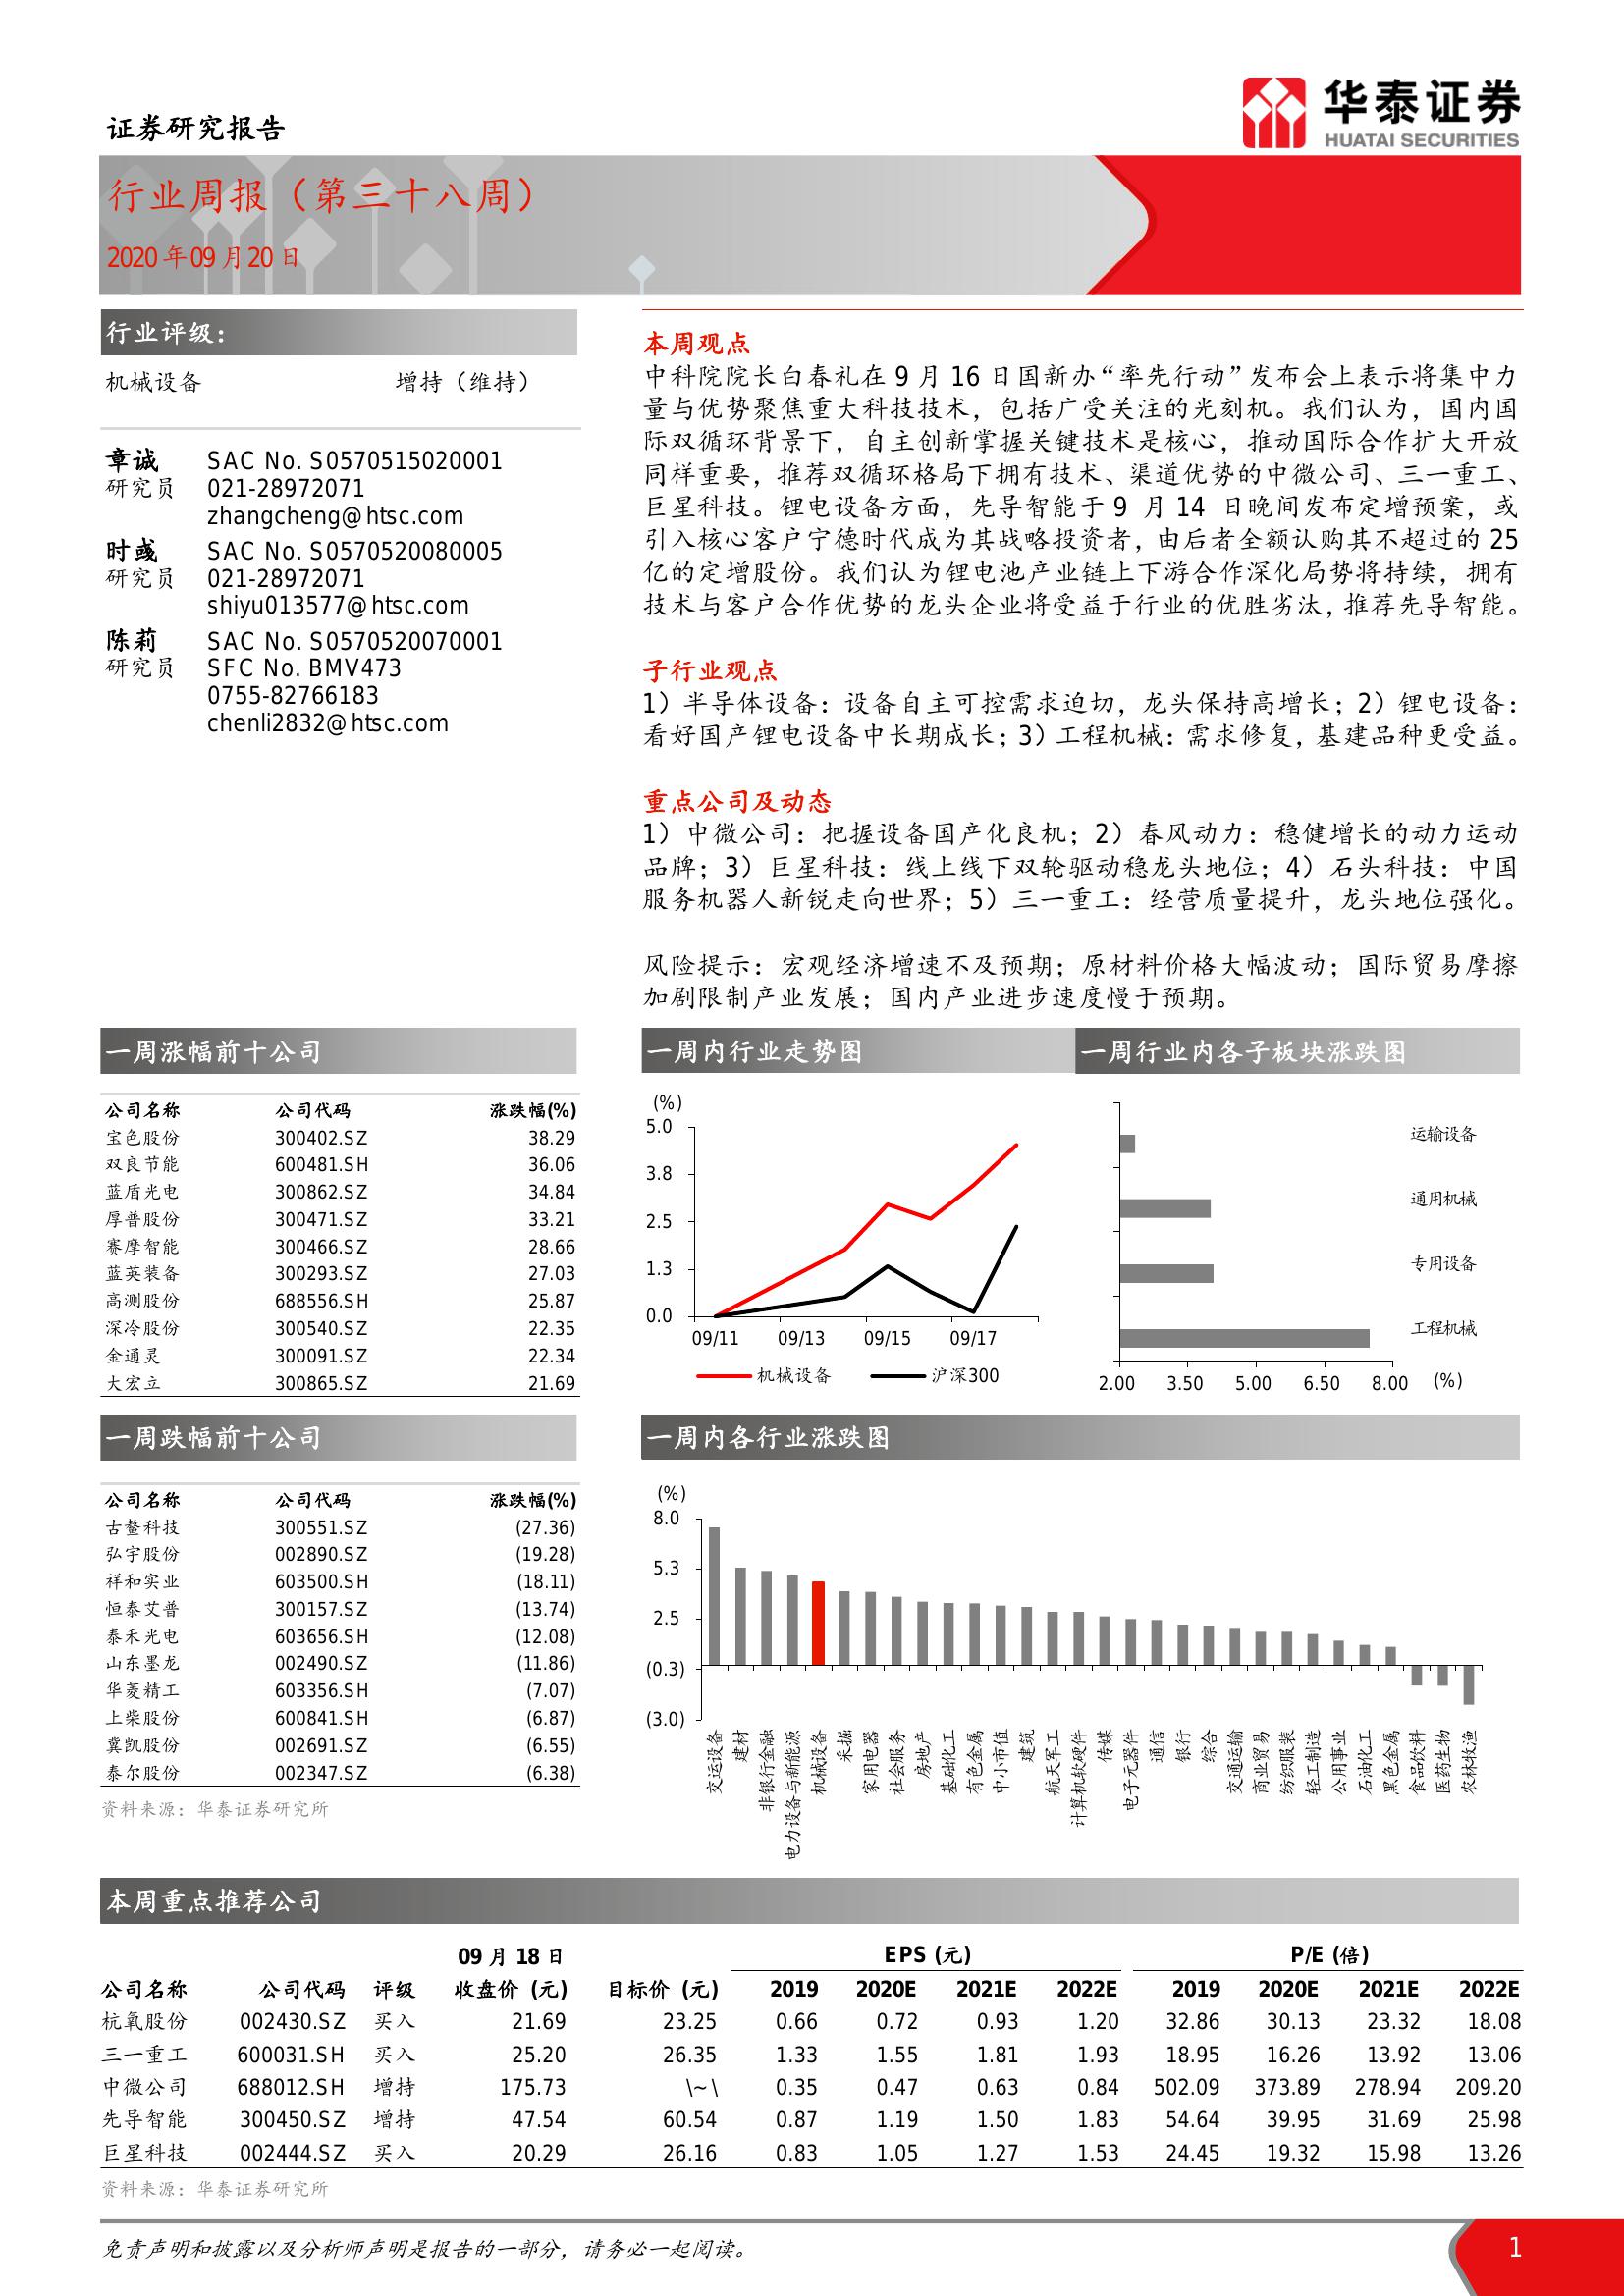 证券研究报告
华泰证券
HUATAI SECURITIES
行业周报（第三十八周）
2020年09月20日
行业评级：
机械设备 增持（维持）
章诚 SAC No. S0570515020001
研究员 021-28972071
zhangcheng@htsc.com
时彧 SAC No. S0570520080005
研究员 021-28972071
shiyu013577@htsc.com
陈莉 SAC No. S0570520070001
研究员 SFC No. BMV473
0755-82766183
chenli2832@htsc.com
本周观点
中科院院长白春礼在 9 月 16 日国新办“率先行动”发布会上表示将集中力
量与优势聚焦重大科技技术，包括广受关注的光刻机。我们认为，国内国
际双循环背景下，自主创新掌握关键技术是核心，推动国际合作扩大开放
同样重要，推荐双循环格局下拥有技术、渠道优势的中微公司、三一重工、
巨星科技。锂电设备方面，先导智能于 9 月 14 日晚间发布定增预案，或
引入核心客户宁德时代成为其战略投资者，由后者全额认购其不超过的 25
亿的定增股份。我们认为锂电池产业链上下游合作深化局势将持续，拥有
技术与客户合作优势的龙头企业将受益于行业的优胜劣汰，推荐先导智能。
子行业观点
1）半导体设备：设备自主可控需求迫切，龙头保持高增长；2）锂电设备：
看好国产锂电设备中长期成长；3）工程机械：需求修复，基建品种更受益。
重点公司及动态
1）中微公司：把握设备国产化良机；2）春风动力：稳健增长的动力运动
品牌；3）巨星科技：线上线下双轮驱动稳龙头地位；4）石头科技：中国
服务机器人新锐走向世界；5）三一重工：经营质量提升，龙头地位强化。
风险提示：宏观经济增速不及预期；原材料价格大幅波动；国际贸易摩擦
加剧限制产业发展；国内产业进步速度慢于预期。
一周涨幅前十公司
公司名称 公司代码 涨跌幅(%)
宝色股份 300402.SZ 38.29
双良节能 600481.SH 36.06
蓝盾光电 300862.SZ 34.84
厚普股份 300471.SZ 33.21
赛摩智能 300466.SZ 28.66
蓝英装备 300293.SZ 27.03
高测股份 688556.SH 25.87
深冷股份 300540.SZ 22.35
金通灵 300091.SZ 22.34
大宏立 300865.SZ 21.69
一周内行业走势图
(%)
5.0
3.8
2.5
1.3
0.0
09/11 09/13 09/15 09/17
机械设备 沪深300
一周行业内各子板块涨跌图
运输设备
通用机械
专用设备
工程机械
2.00 3.50 5.00 6.50 8.00 (%)
一周跌幅前十公司
公司名称 公司代码 涨跌幅(%)
古鳌科技 300551.SZ (27.36)
弘宇股份 002890.SZ (19.28)
祥和实业 603500.SH (18.11)
恒泰艾普 300157.SZ (13.74)
泰禾光电 603656.SH (12.08)
山东墨龙 002490.SZ (11.86)
华菱精工 603356.SH (7.07)
上柴股份 600841.SH (6.87)
冀凯股份 002691.SZ (6.55)
泰尔股份 002347.SZ (6.38)
资料来源：华泰证券研究所
一周内各行业涨跌图
(%)
8.0
5.3
2.5
(0.3)
(3.0)
交运设备
建材
非银行金融
电力设备与新能源
机械设备
采掘
家用电器
社会服务
房地产
基础化工
有色金属
中小市值
建筑
航天军工
计算机软硬件
传媒
电子元器件
通信
银行
综合
交通运输
商业贸易
纺织服装
轻工制造
公用事业
石油化工
黑色金属
食品饮料
医药生物
农林牧渔
本周重点推荐公司
09 月 18 日 EPS (元) P/E (倍)
公司名称 公司代码 评级 收盘价 (元) 目标价 (元) 2019 2020E 2021E 2022E 2019 2020E 2021E 2022E
杭氧股份 002430.SZ 买入 21.69 23.25 0.66 0.72 0.93 1.20 32.86 30.13 23.32 18.08
三一重工 600031.SH 买入 25.20 26.35 1.33 1.55 1.81 1.93 18.95 16.26 13.92 13.06
中微公司 688012.SH 增持 175.73 \~\ 0.35 0.47 0.63 0.84 502.09 373.89 278.94 209.20
先导智能 300450.SZ 增持 47.54 60.54 0.87 1.19 1.50 1.83 54.64 39.95 31.69 25.98
巨星科技 002444.SZ 买入 20.29 26.16 0.83 1.05 1.27 1.53 24.45 19.32 15.98 13.26
资料来源：华泰证券研究所
免责声明和披露以及分析师声明是报告的一部分，请务必一起阅读。
1